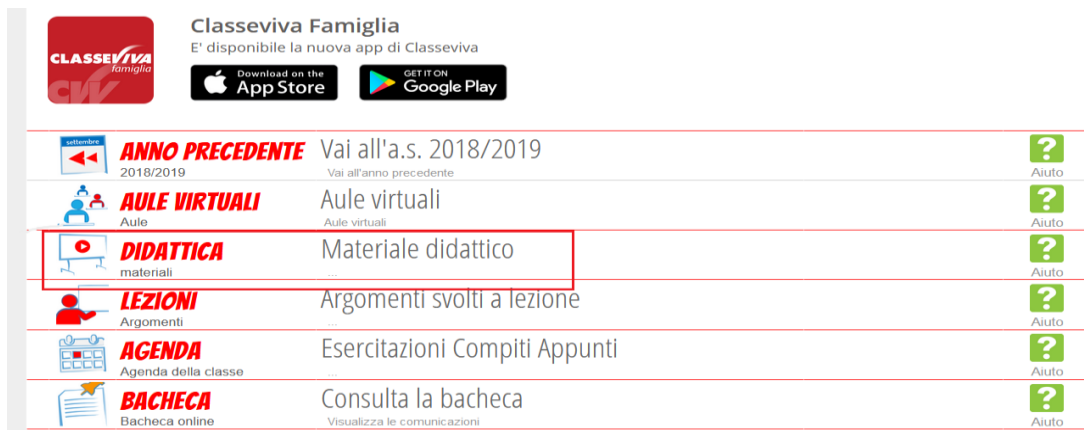 Classeviva Famiglia
E' disponibile la nuova app di Classeviva
CLASSEVIVA
famiglia
Download on the
App Store
GET IT ON
Google Play
settembre
ANNO PRECEDENTE Vai all'a.s. 2018/2019
2018/2019 Vai all'anno precedente Aiuto
AULE VIRTUALI Aule virtuali
Aule Aule virtuali Aiuto
DIDATTICA Materiale didattico
materiali ... Aiuto
LEZIONI Argomenti svolti a lezione
Argomenti ... Aiuto
AGENDA Esercitazioni Compiti Appunti
Agenda della classe ... Aiuto
BACHECA Consulta la bacheca
Bacheca online Visualizza le comunicazioni Aiuto